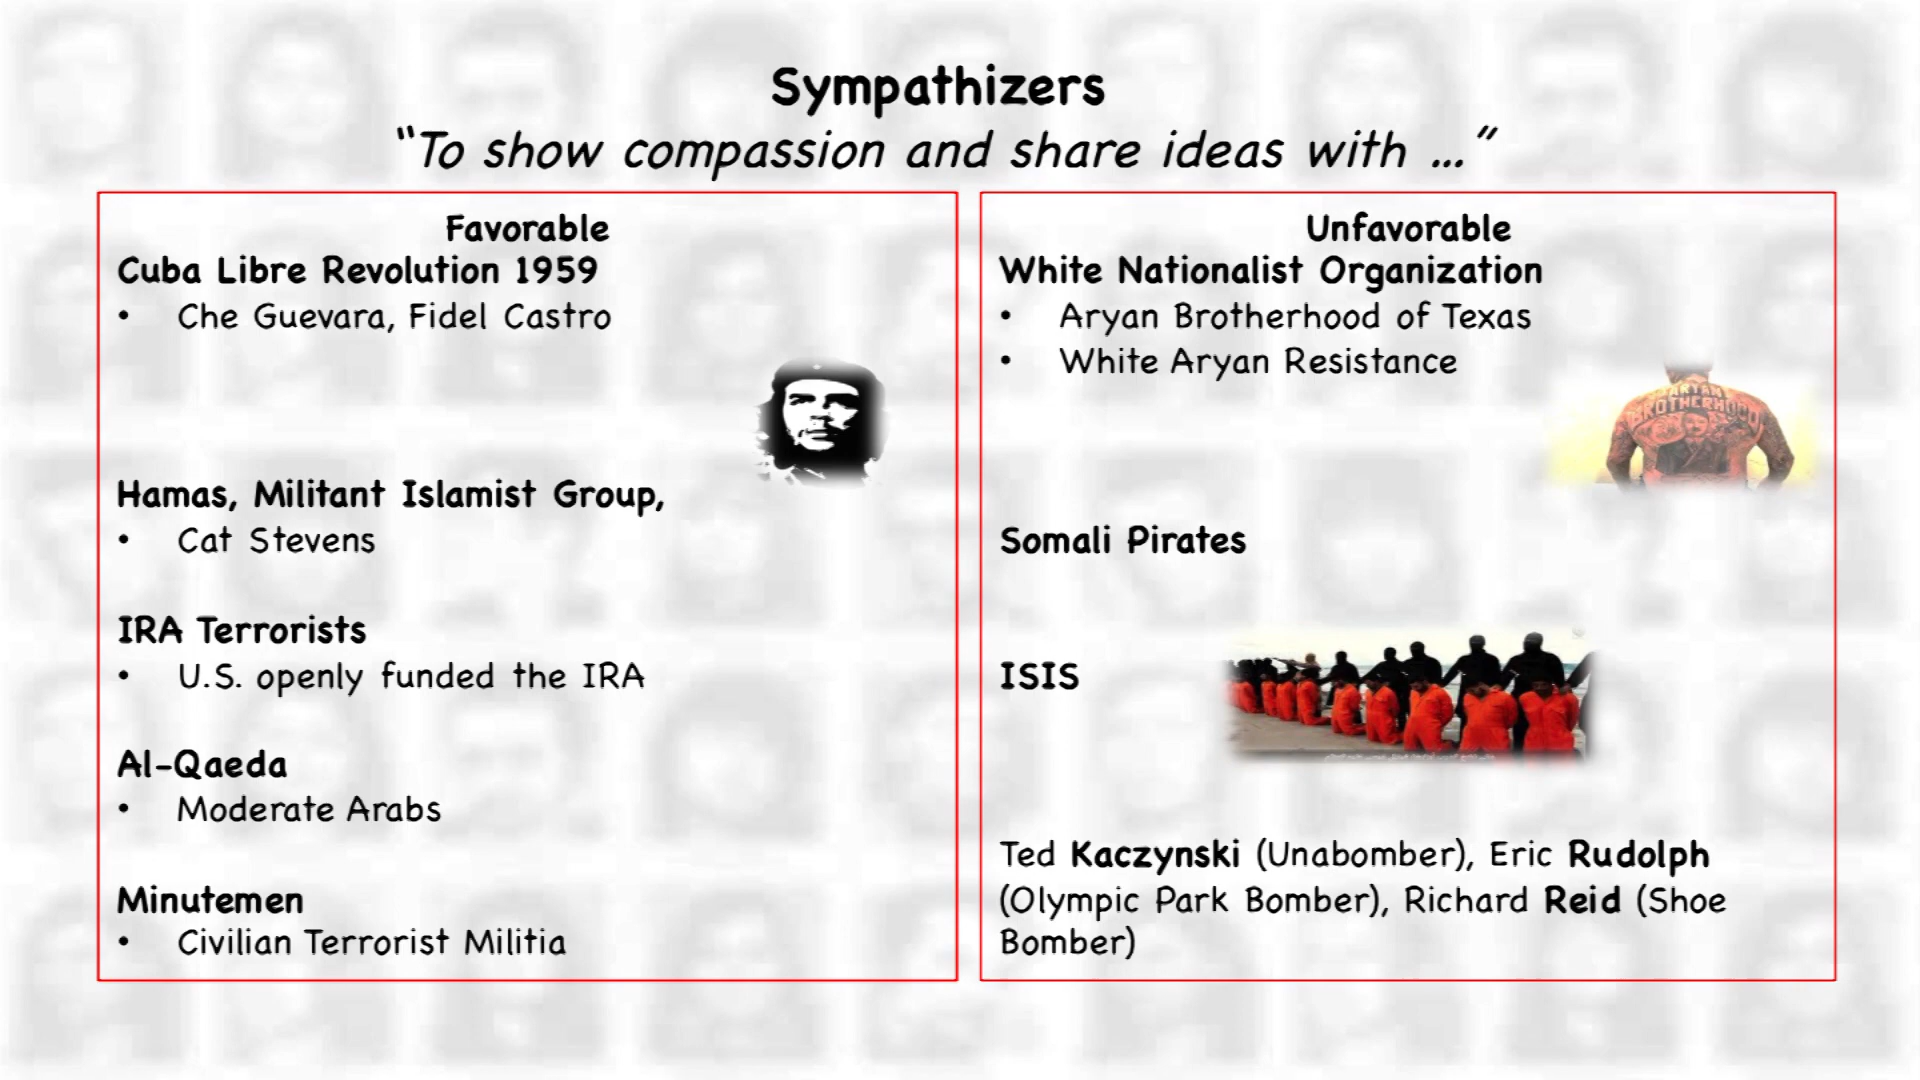 Sympathizers
“To show compassion and share ideas with …”
Favorable
Cuba Libre Revolution 1959
• Che Guevara, Fidel Castro
Hamas, Militant Islamist Group,
• Cat Stevens
IRA Terrorists
• U.S. openly funded the IRA
Al-Qaeda
• Moderate Arabs
Minutemen
• Civilian Terrorist Militia
Unfavorable
White Nationalist Organization
• Aryan Brotherhood of Texas
• White Aryan Resistance
ARYAN
BROTHERHOOD
Somali Pirates
ISIS
Ted Kaczynski (Unabomber), Eric Rudolph
(Olympic Park Bomber), Richard Reid (Shoe
Bomber)